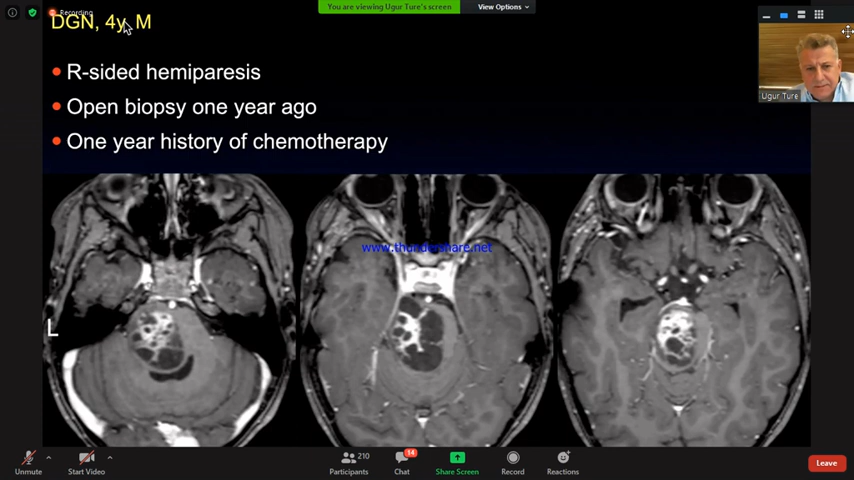 Recording
You are viewing Ugur Ture's screen
View Options
DGN, 4y, M
R-sided hemiparesis
Open biopsy one year ago
One year history of chemotherapy
Ugur Ture
www.thundershare.net
L
Unmute
Start Video
210
Participants
14
Chat
Share Screen
Record
Reactions
Leave